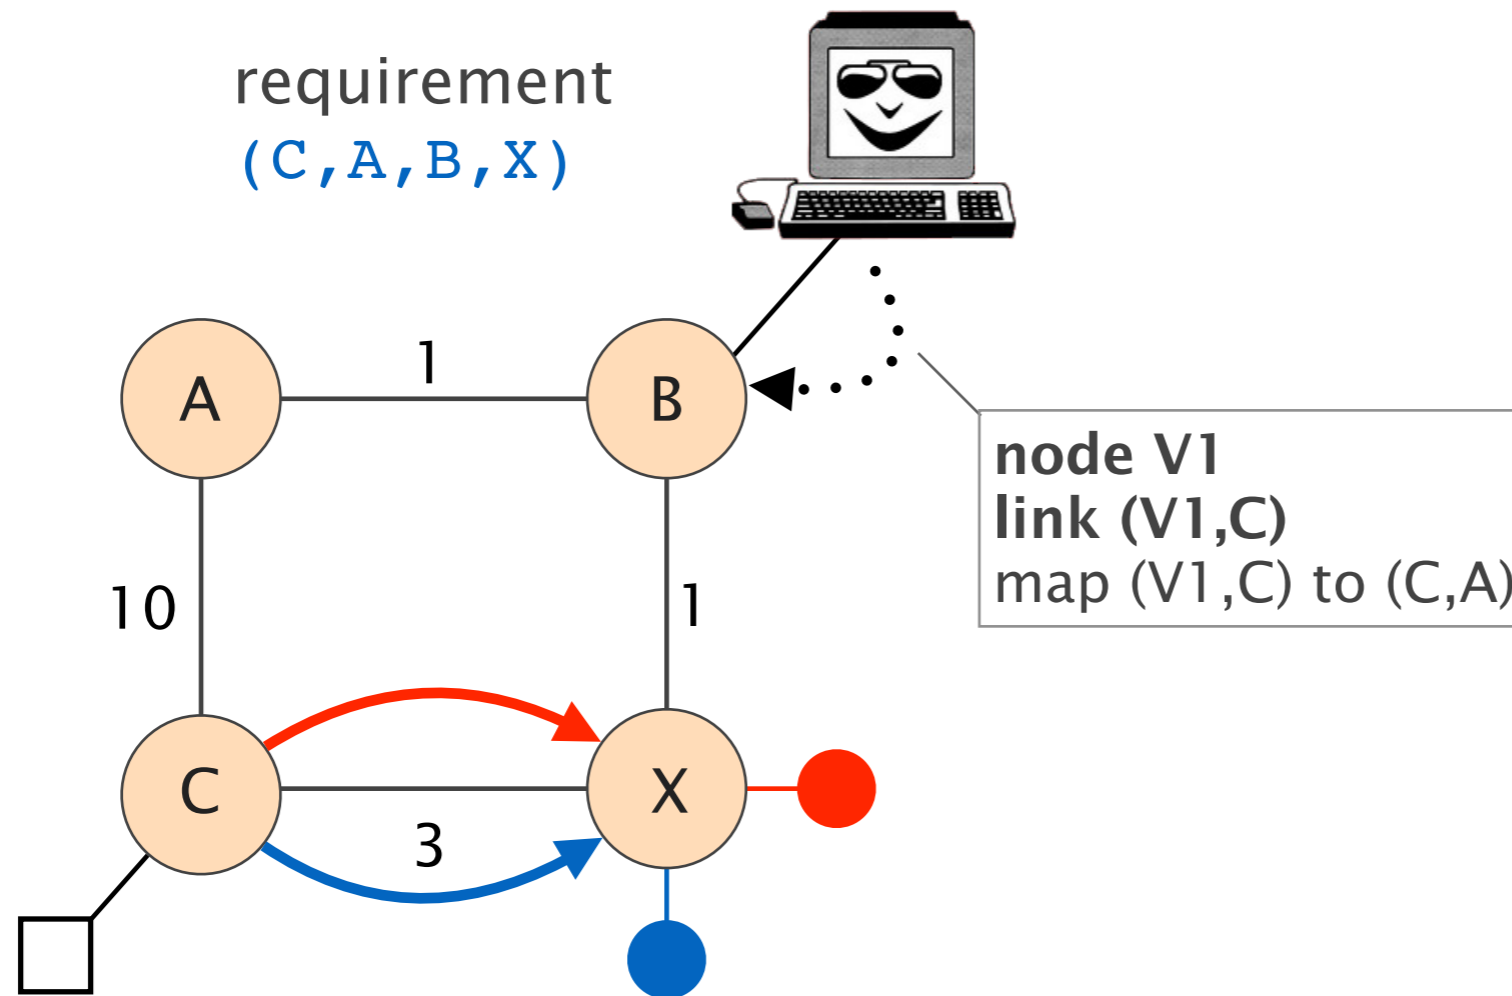 requirement
(C,A,B,X)
A
1
B
node V1
link (V1,C)
map (V1,C) to (C,A)
10
1
C
X
3